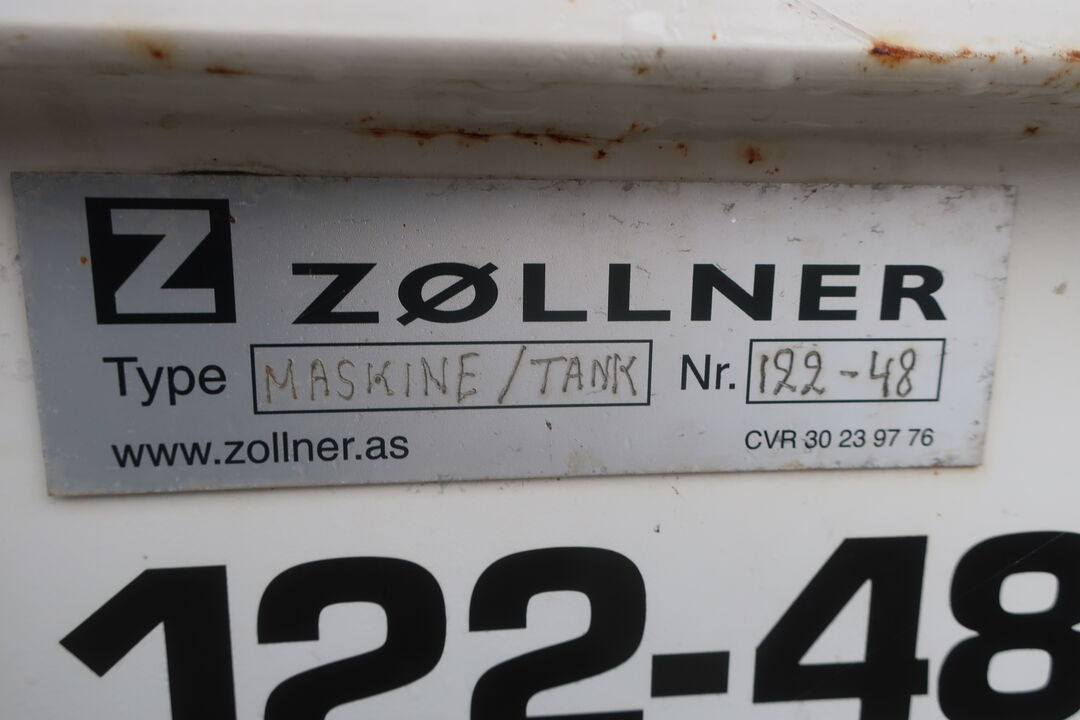 Z ZØLLNER
Type MASKINE/TANK Nr. 122-48
www.zollner.as CVR 30 23 97 76
122-48